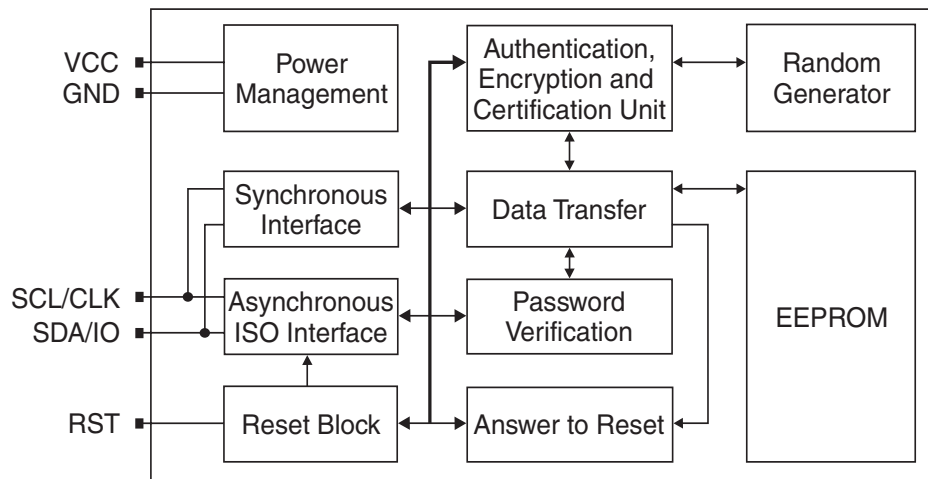 VCC
GND
Power
Management
Authentication,
Encryption and
Certification Unit
Random
Generator
Synchronous
Interface
Data Transfer
EEPROM
SCL/CLK
SDA/IO
Asynchronous
ISO Interface
Password
Verification
RST
Reset Block
Answer to Reset